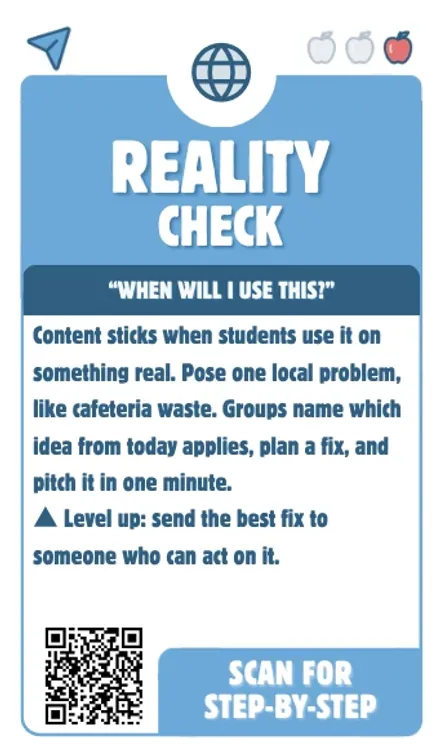 REALITY
CHECK
“WHEN WILL I USE THIS?”
Content sticks when students use it on
something real. Pose one local problem,
like cafeteria waste. Groups name which
idea from today applies, plan a fix, and
pitch it in one minute.
▲ Level up: send the best fix to
someone who can act on it.
SCAN FOR
STEP-BY-STEP